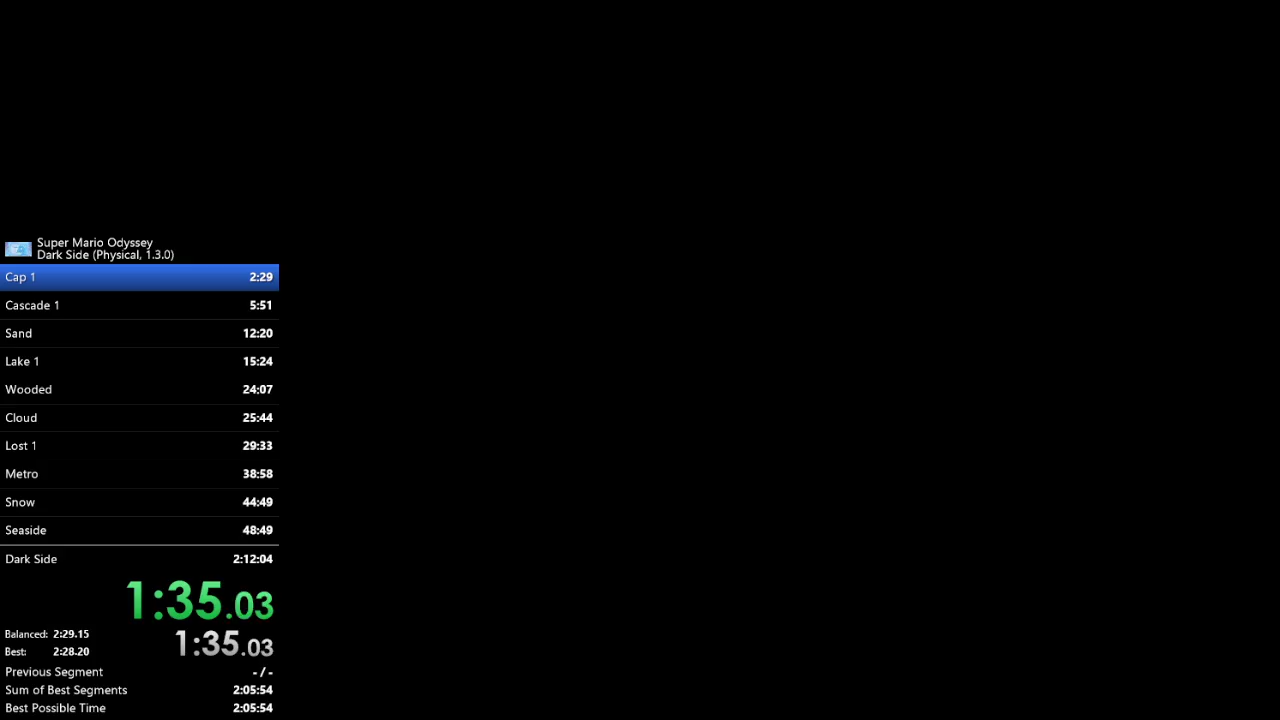 Super Mario Odyssey
Dark Side (Physical, 1.3.0)
Cap 1 2:29
Cascade 1 5:51
Sand 12:20
Lake 1 15:24
Wooded 24:07
Cloud 25:44
Lost 1 29:33
Metro 38:58
Snow 44:49
Seaside 48:49
Dark Side 2:12:04
1:35.03
Balanced: 2:29.15 1:35.03
Best: 2:28.20
Previous Segment - / -
Sum of Best Segments 2:05:54
Best Possible Time 2:05:54